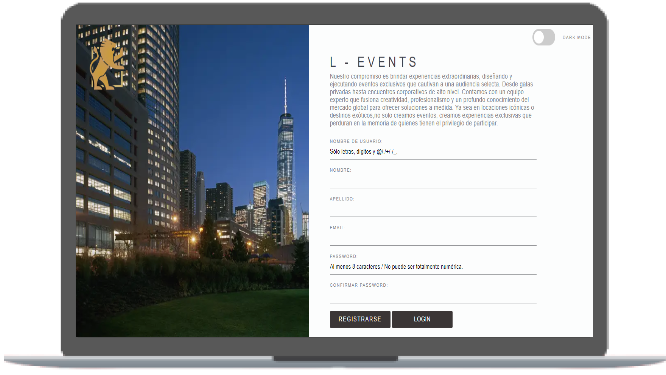 DARK MODE
L - EVENTS
Nuestro compromiso es brindar experiencias extraordinarias, diseñando y
ejecutando eventos exclusivos que cautivan a una audiencia selecta. Desde galas
privadas hasta encuentros corporativos de alto nivel. Contamos con un equipo
experto que fusiona creatividad, profesionalismo y un profundo conocimiento del
mercado global para ofrecer soluciones a medida. Ya sea en locaciones icónicas o
destinos exóticos,no solo creamos eventos, creamos experiencias exclusivas que
perduran en la memoria de quienes tienen el privilegio de participar.
NOMBRE DE USUARIO:
Sólo letras, dígitos y @/./+/-/_
NOMBRE:
APELLIDO:
EMAIL
PASSWORD
Al menos 8 caracteres./ No puede ser totalmente numérica.
CONFIRMAR PASSWORD:
REGISTRARSE
LOGIN